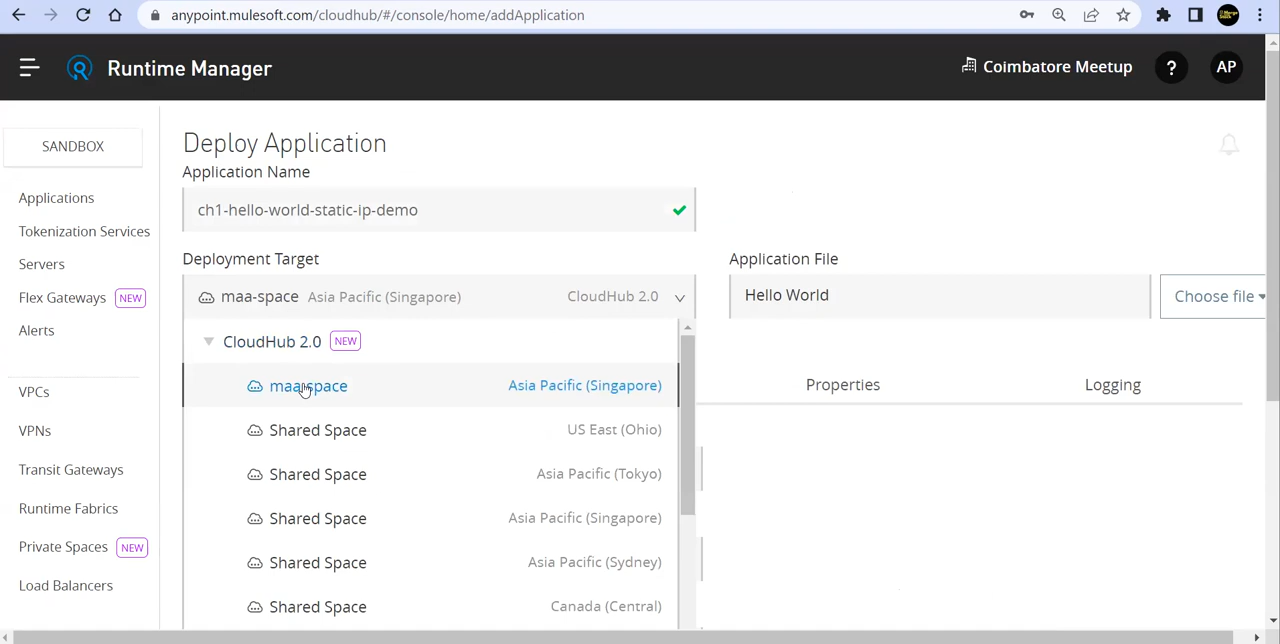 anypoint.mulesoft.com/cloudhub/#/console/home/addApplication
Runtime Manager
Coimbatore Meetup
?
AP
SANDBOX
Applications
Tokenization Services
Servers
Flex Gateways NEW
Alerts
VPCs
VPNs
Transit Gateways
Runtime Fabrics
Private Spaces NEW
Load Balancers
Deploy Application
Application Name
ch1-hello-world-static-ip-demo
Deployment Target
maa-space Asia Pacific (Singapore) CloudHub 2.0
CloudHub 2.0 NEW
maa-space Asia Pacific (Singapore)
Shared Space US East (Ohio)
Shared Space Asia Pacific (Tokyo)
Shared Space Asia Pacific (Singapore)
Shared Space Asia Pacific (Sydney)
Shared Space Canada (Central)
Application File
Hello World
Choose file
Properties
Logging